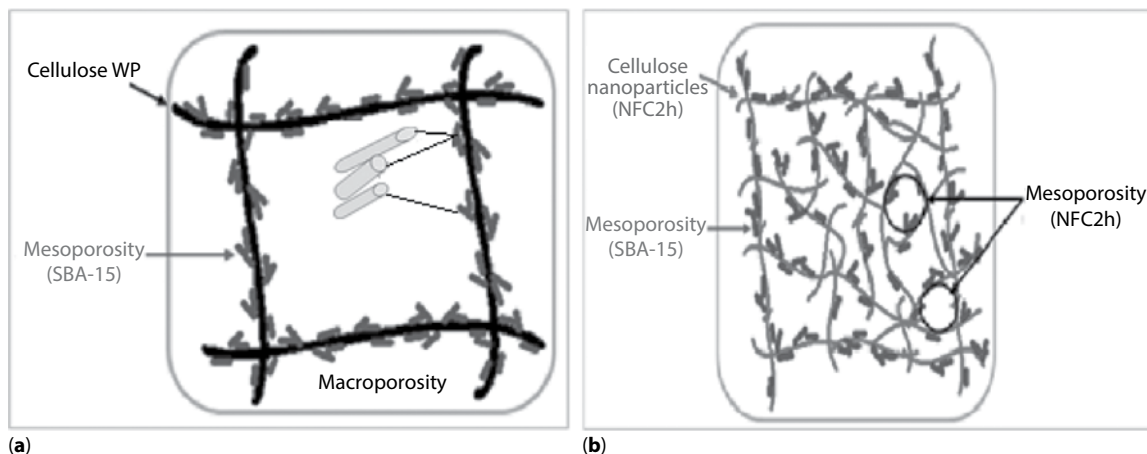 Cellulose WP
Mesoporosity
(SBA-15)
Macroporosity
(a)
Cellulose
nanoparticles
(NFC2h)
Mesoporosity
(SBA-15)
Mesoporosity
(NFC2h)
(b)